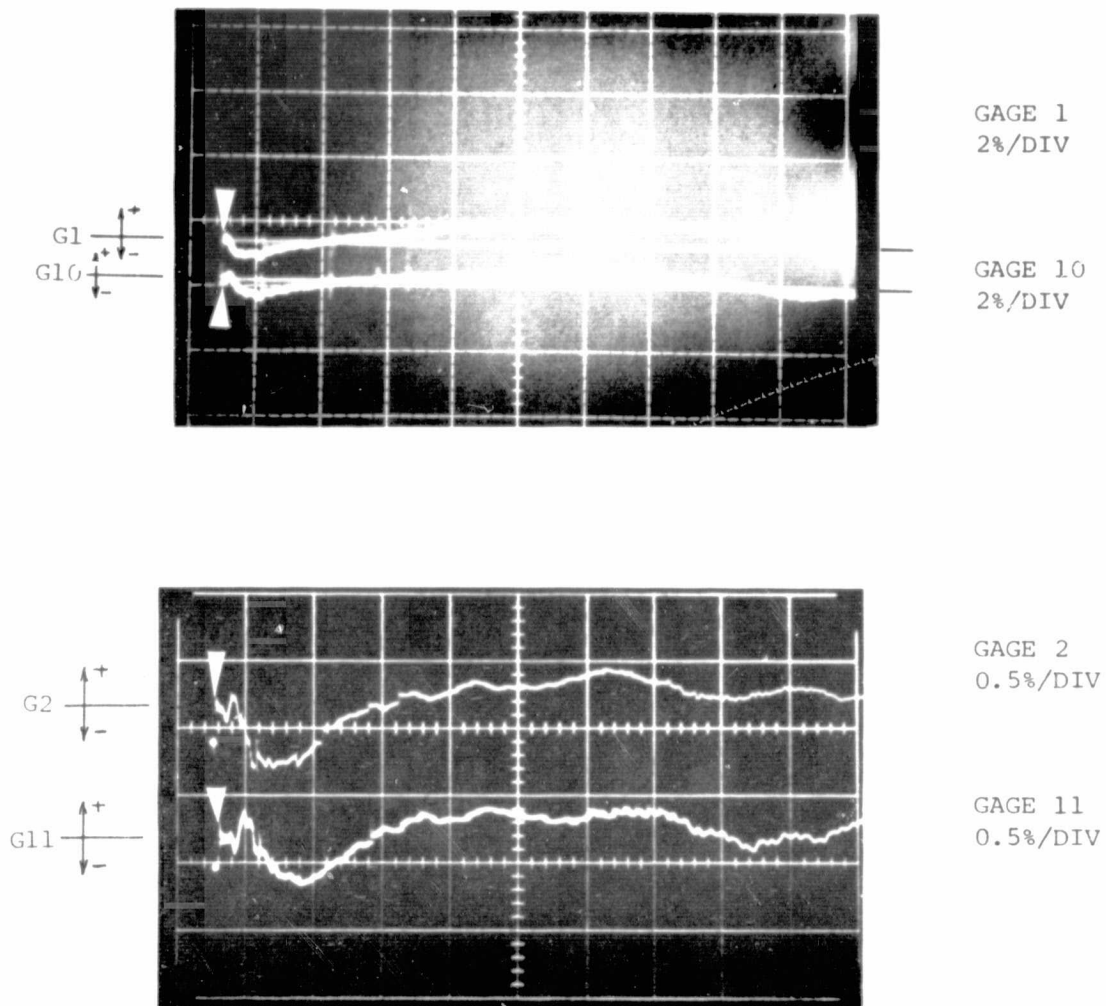 GAGE 1
2%/DIV
G1
+
-
G10
+
-
GAGE 10
2%/DIV
GAGE 2
0.5%/DIV
G2
+
-
GAGE 11
0.5%/DIV
G11
+
-